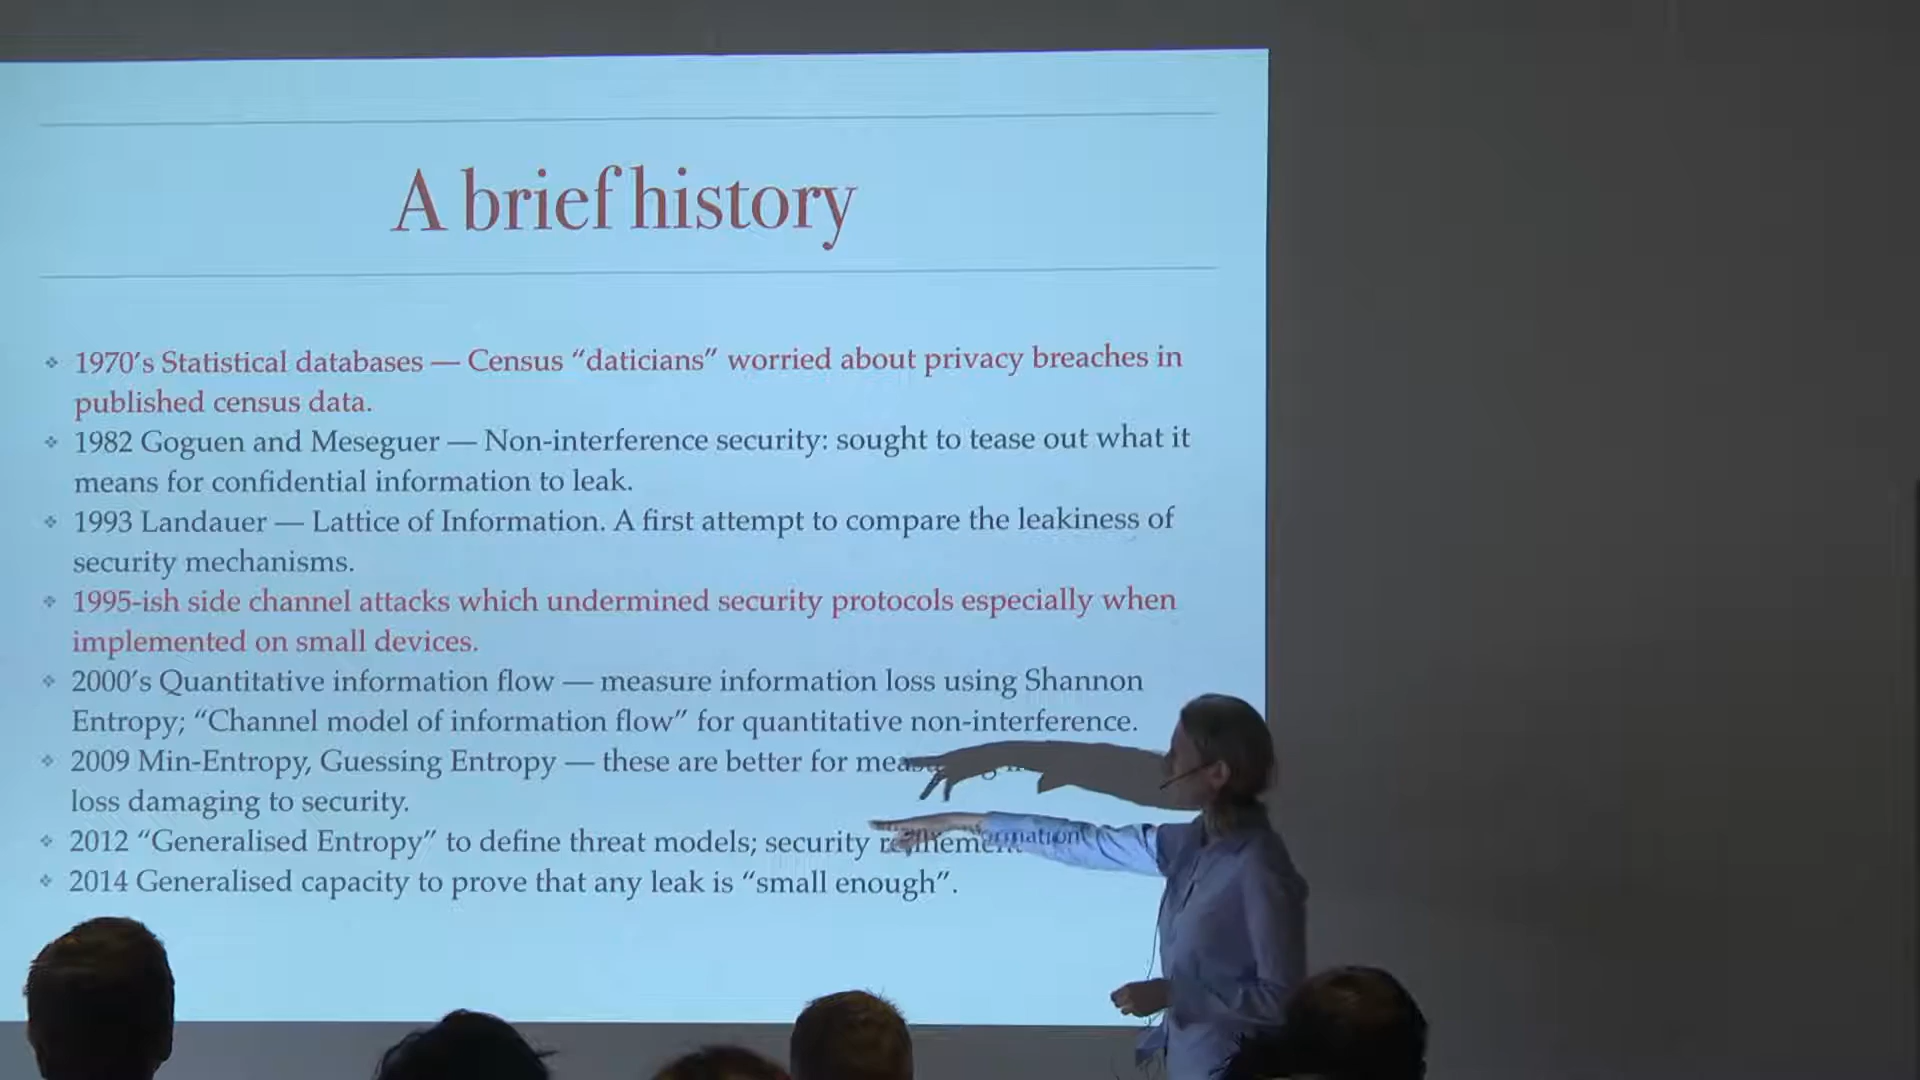 A brief history
❖ 1970's Statistical databases — Census “daticians” worried about privacy breaches in
published census data.
❖ 1982 Goguen and Meseguer — Non-interference security: sought to tease out what it
means for confidential information to leak.
❖ 1993 Landauer — Lattice of Information. A first attempt to compare the leakiness of
security mechanisms.
❖ 1995-ish side channel attacks which undermined security protocols especially when
implemented on small devices.
❖ 2000's Quantitative information flow — measure information loss using Shannon
Entropy; “Channel model of information flow” for quantitative non-interference.
❖ 2009 Min-Entropy, Guessing Entropy — these are better for
loss damaging to security.
❖ 2012 “Generalised Entropy” to define threat models; security
❖ 2014 Generalised capacity to prove that any leak is “small enough”.